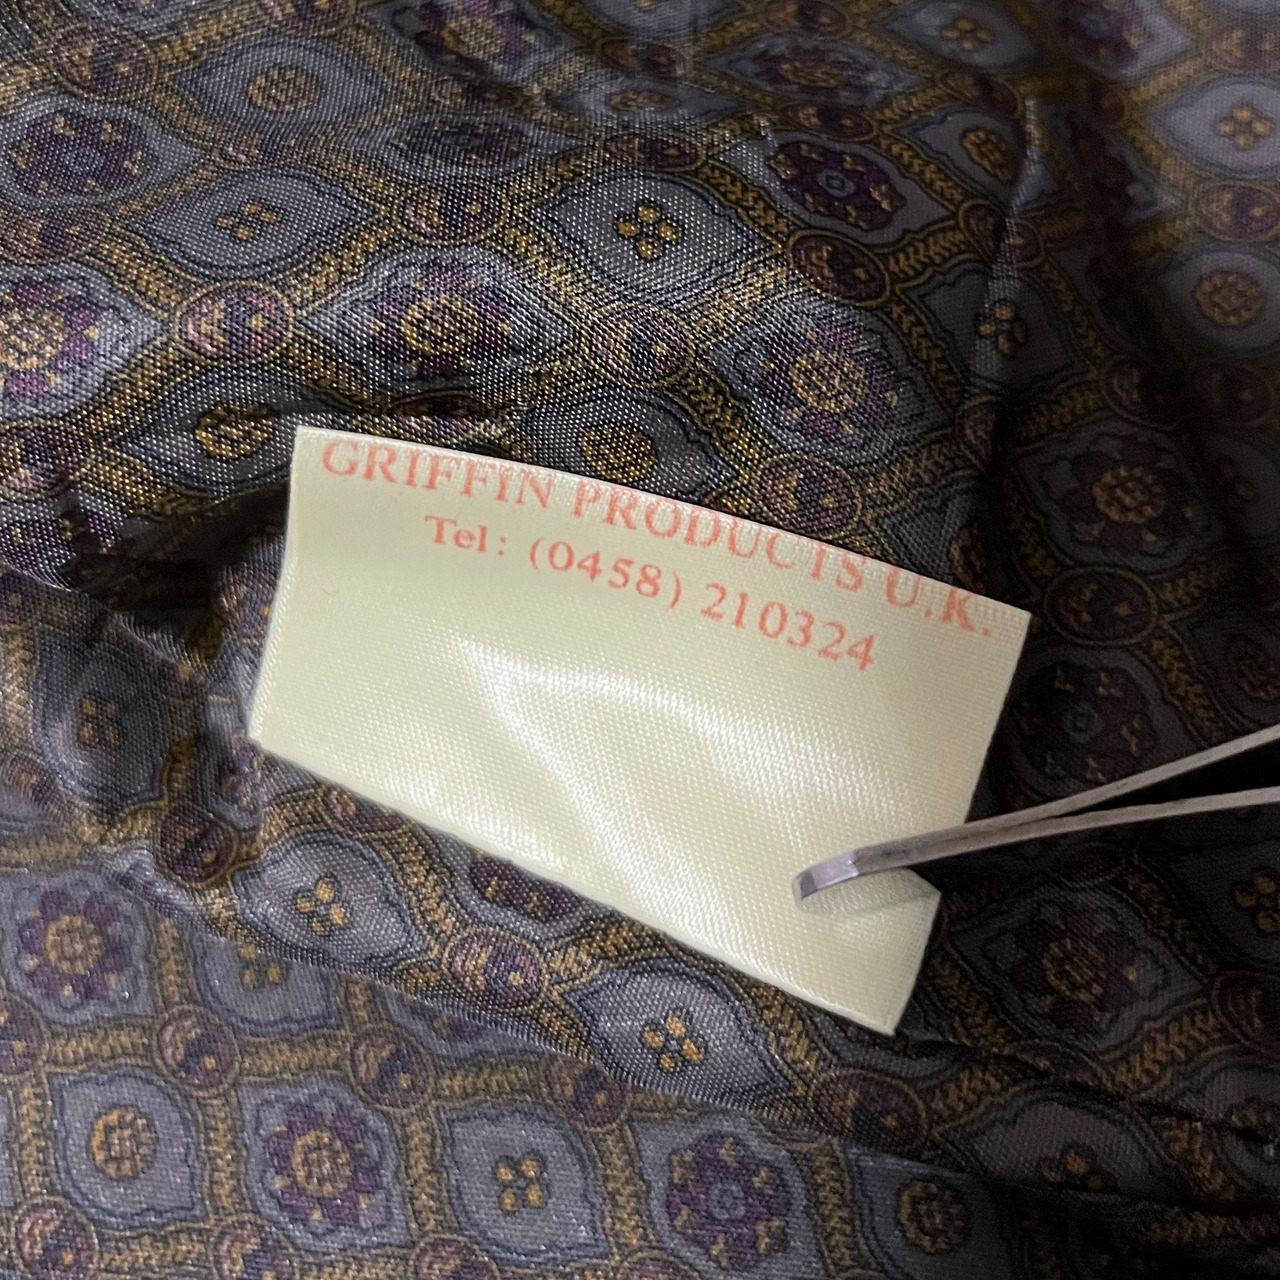 GRIFFIN PRODUCTS U.K.
Tel: (0458) 210324